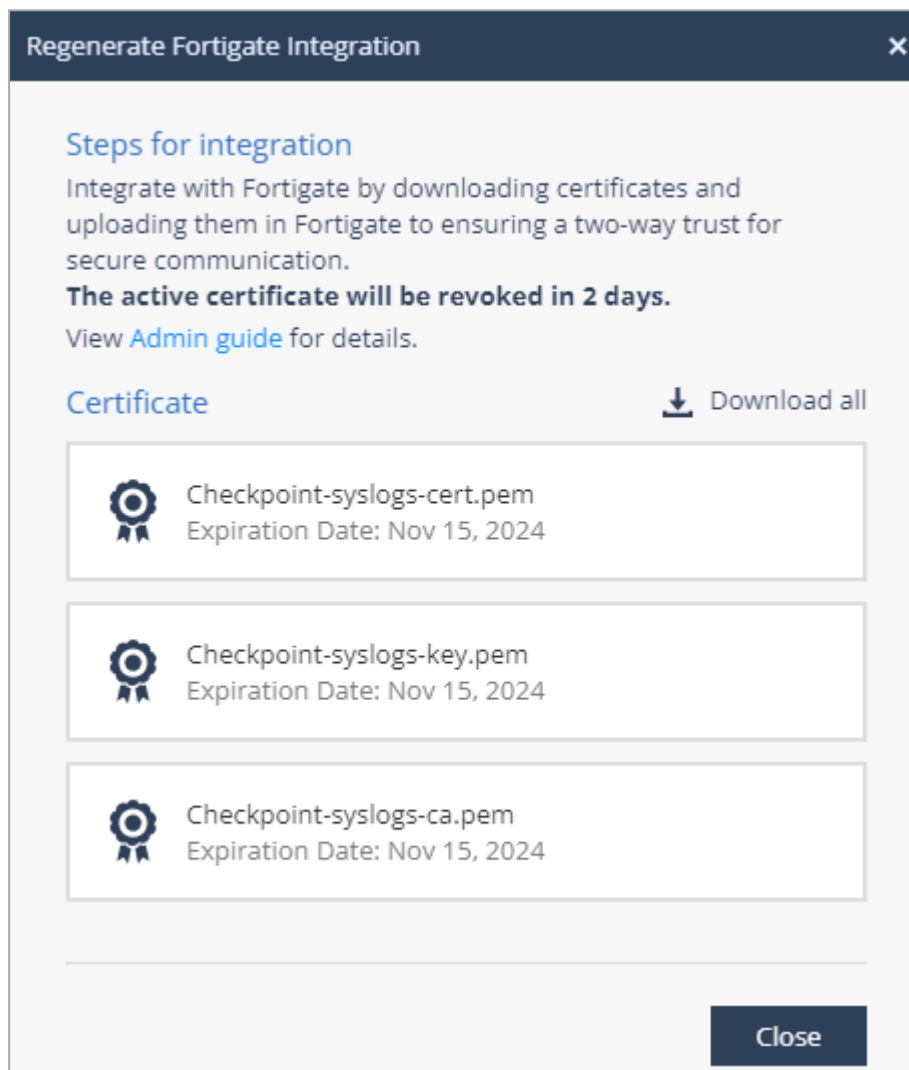 Regenerate Fortigate Integration
Steps for integration
Integrate with Fortigate by downloading certificates and
uploading them in Fortigate to ensuring a two-way trust for
secure communication.
The active certificate will be revoked in 2 days.
View Admin guide for details.
Certificate
Download all
Checkpoint-syslogs-cert.pem
Expiration Date: Nov 15, 2024
Checkpoint-syslogs-key.pem
Expiration Date: Nov 15, 2024
Checkpoint-syslogs-ca.pem
Expiration Date: Nov 15, 2024
Close